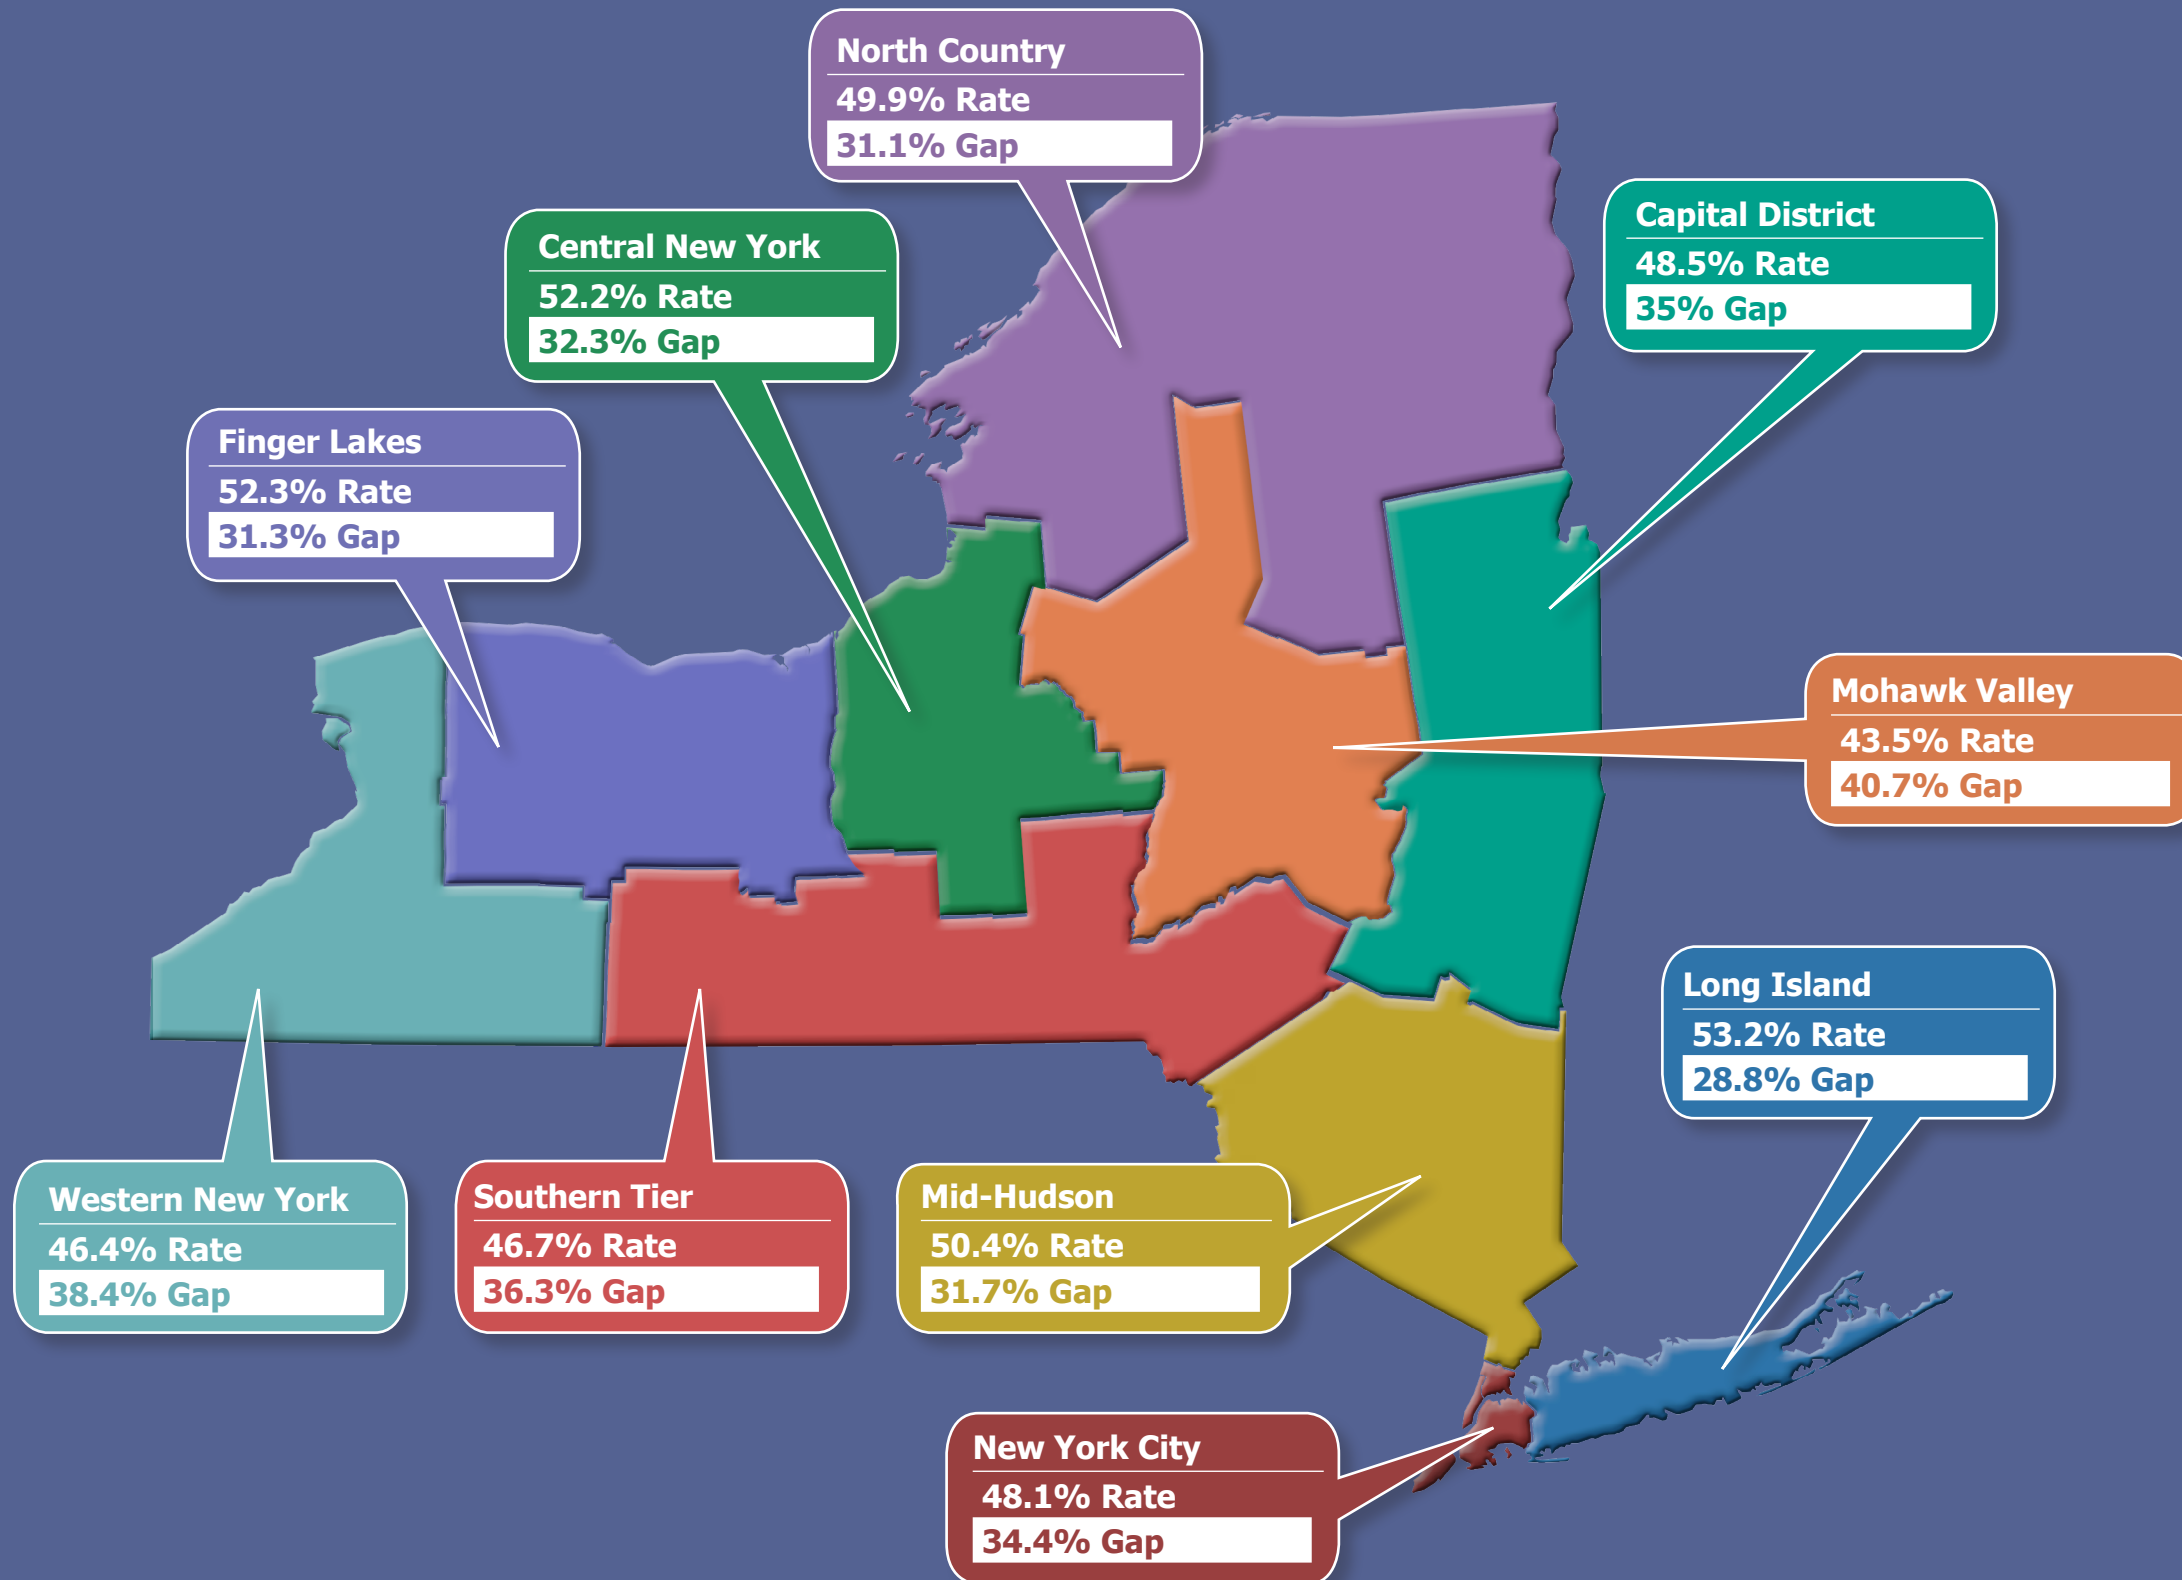 North Country
49.9% Rate
31.1% Gap
Capital District
48.5% Rate
35% Gap
Central New York
52.2% Rate
32.3% Gap
Finger Lakes
52.3% Rate
31.3% Gap
Mohawk Valley
43.5% Rate
40.7% Gap
Long Island
53.2% Rate
28.8% Gap
Western New York
46.4% Rate
38.4% Gap
Southern Tier
46.7% Rate
36.3% Gap
Mid-Hudson
50.4% Rate
31.7% Gap
New York City
48.1% Rate
34.4% Gap